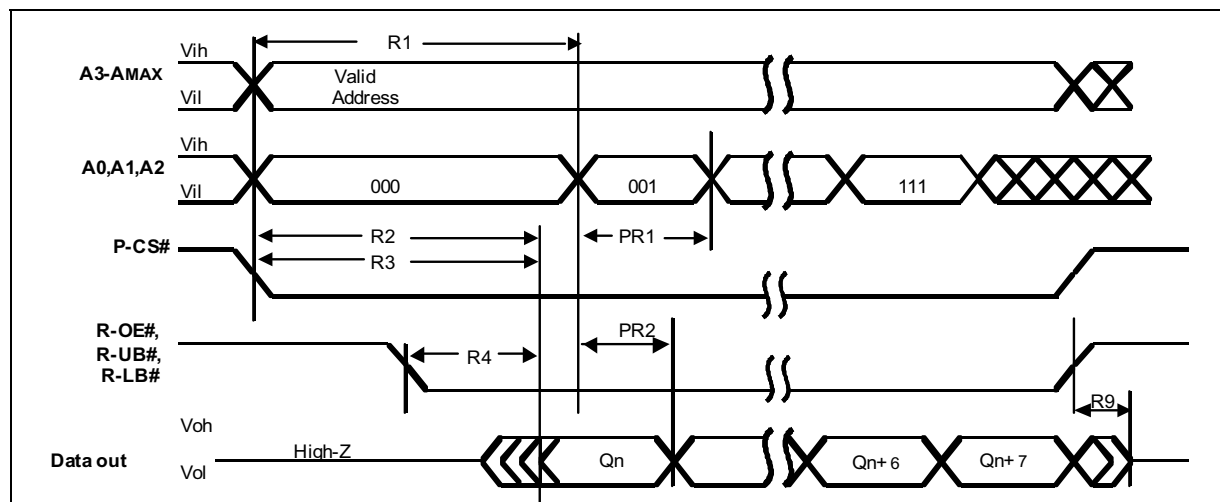 R1
Vih
A3-AMAX
Valid
Address
Vil
Vih
A0,A1,A2
Vil
000
001
111
R2
PR1
P-CS#
R3
R-OE#,
R-UB#,
R-LB#
R4
PR2
R9
Voh
High-Z
Data out
Vol
Qn
Qn+6
Qn+7